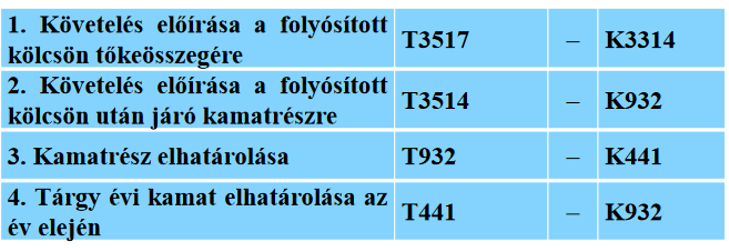 1. Követelés előírása a folyósított
kölcsön tőkeösszegére
T3517 – K3314
2. Követelés előírása a folyósított
kölcsön után járó kamatrészre
T3514 – K932
3. Kamatrész elhatárolása T932 – K441
4. Tárgy évi kamat elhatárolása az
év elején
T441 – K932